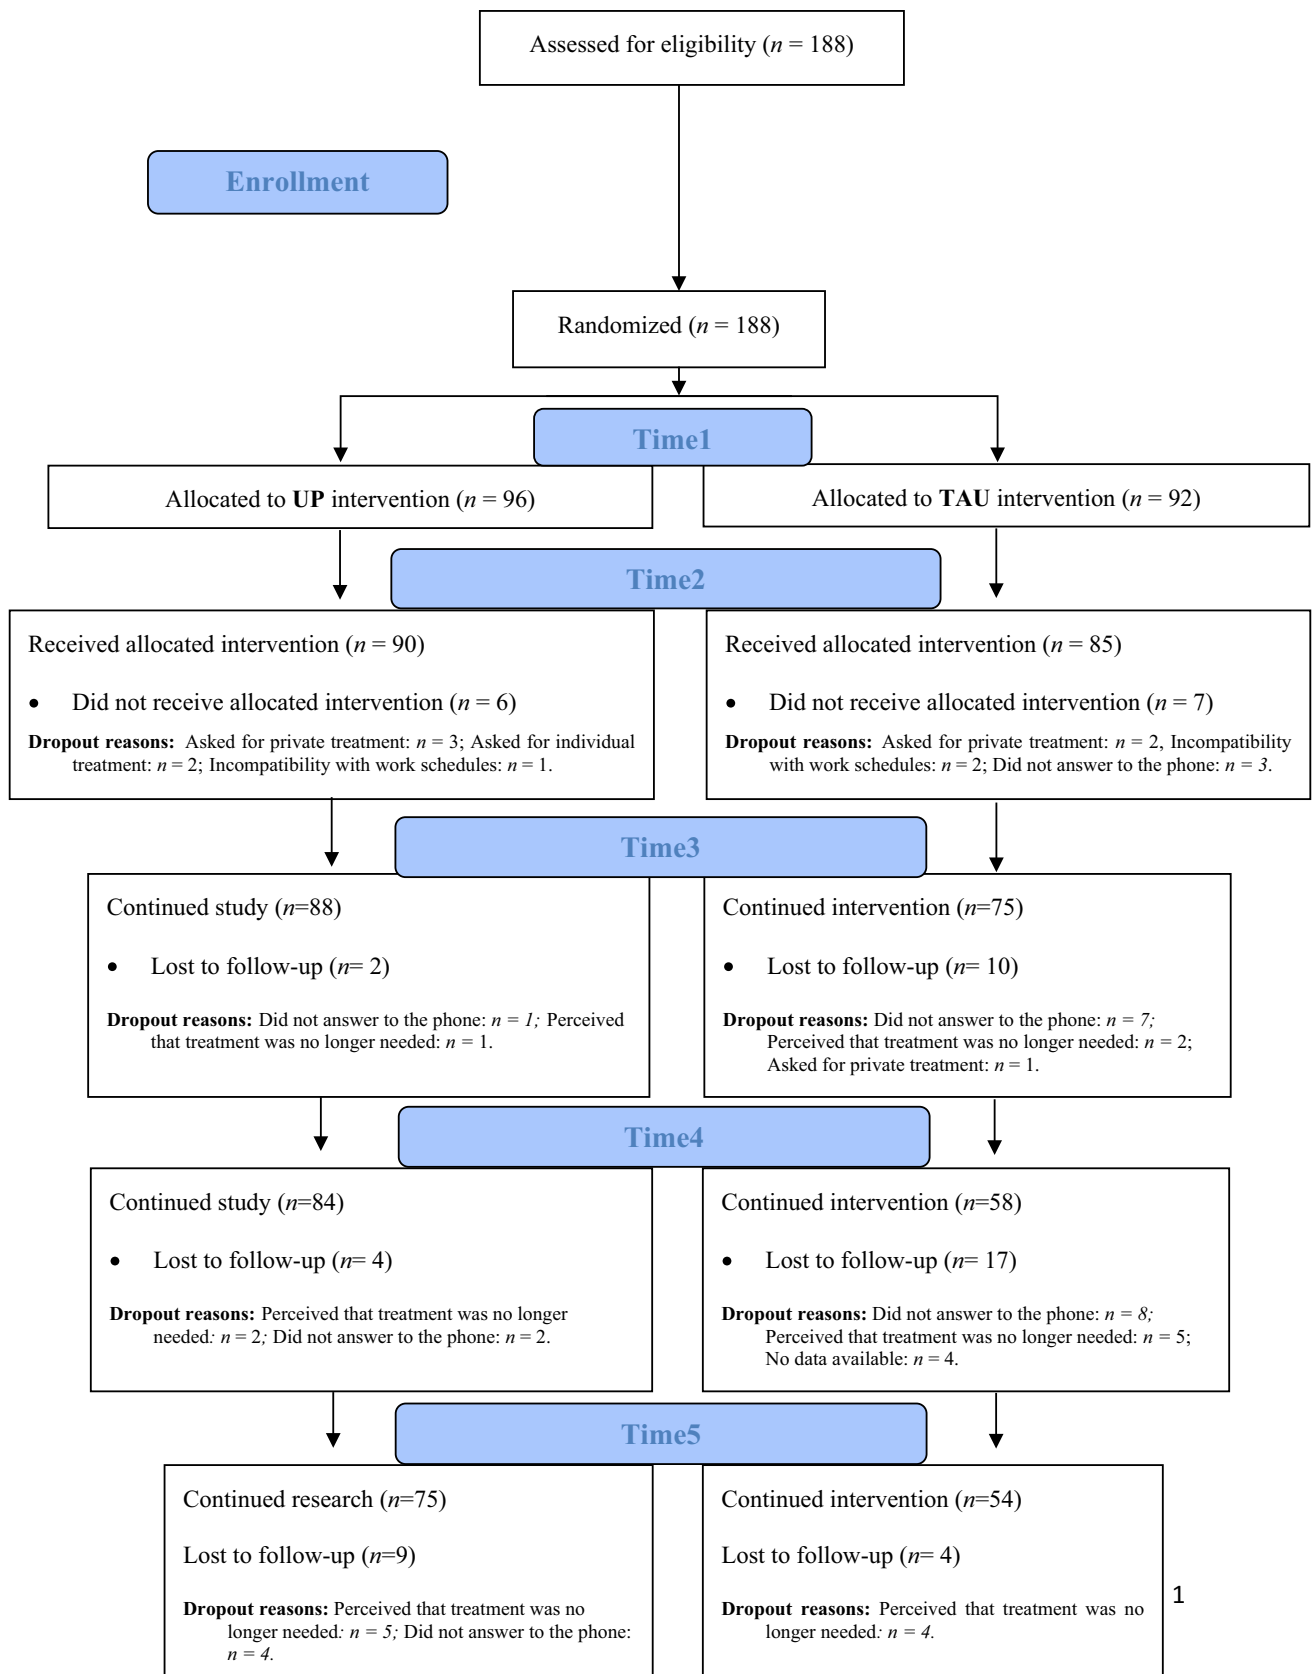 Assessed for eligibility (n = 188)
Enrollment
Randomized (n = 188)
Time1
Allocated to UP intervention (n = 96)
Allocated to TAU intervention (n = 92)
Time2
Received allocated intervention (n = 90)
• Did not receive allocated intervention (n = 6)
Dropout reasons: Asked for private treatment: n = 3; Asked for individual
treatment: n = 2; Incompatibility with work schedules: n = 1.
Received allocated intervention (n = 85)
• Did not receive allocated intervention (n = 7)
Dropout reasons: Asked for private treatment: n = 2, Incompatibility
with work schedules: n = 2; Did not answer to the phone: n = 3.
Time3
Continued study (n=88)
• Lost to follow-up (n= 2)
Dropout reasons: Did not answer to the phone: n = 1; Perceived
that treatment was no longer needed: n = 1.
Continued intervention (n=75)
• Lost to follow-up (n= 10)
Dropout reasons: Did not answer to the phone: n = 7;
Perceived that treatment was no longer needed: n = 2;
Asked for private treatment: n = 1.
Time4
Continued study (n=84)
• Lost to follow-up (n= 4)
Dropout reasons: Perceived that treatment was no longer
needed: n = 2; Did not answer to the phone: n = 2.
Continued intervention (n=58)
• Lost to follow-up (n= 17)
Dropout reasons: Did not answer to the phone: n = 8;
Perceived that treatment was no longer needed: n = 5;
No data available: n = 4.
Time5
Continued research (n=75)
Lost to follow-up (n=9)
Dropout reasons: Perceived that treatment was no
longer needed: n = 5; Did not answer to the phone:
n = 4.
Continued intervention (n=54)
Lost to follow-up (n= 4)
Dropout reasons: Perceived that treatment was no
longer needed: n = 4.
1